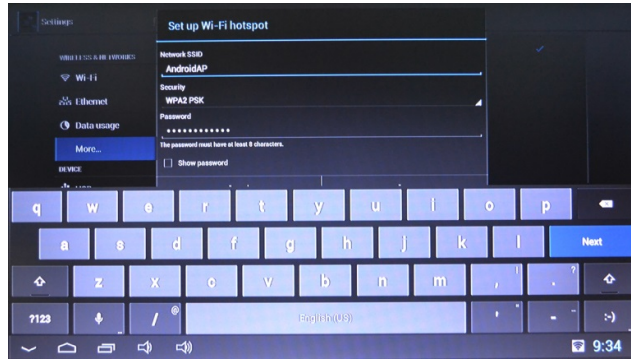 Settings
Set up Wi-Fi hotspot
WIRELESS & NETWORKS
Network SSID
AndroidAP
Wi-Fi
Security
WPA2 PSK
Ethernet
Password
Data usage
••••••••••••
More...
The password must have at least 8 characters.
DEVICE
Show password
q w e r t y u i o p
a s d f g h j k l Next
z x c v b n m , ! . ?
?123 / @ English(US) ' " - _ :-)
9:34